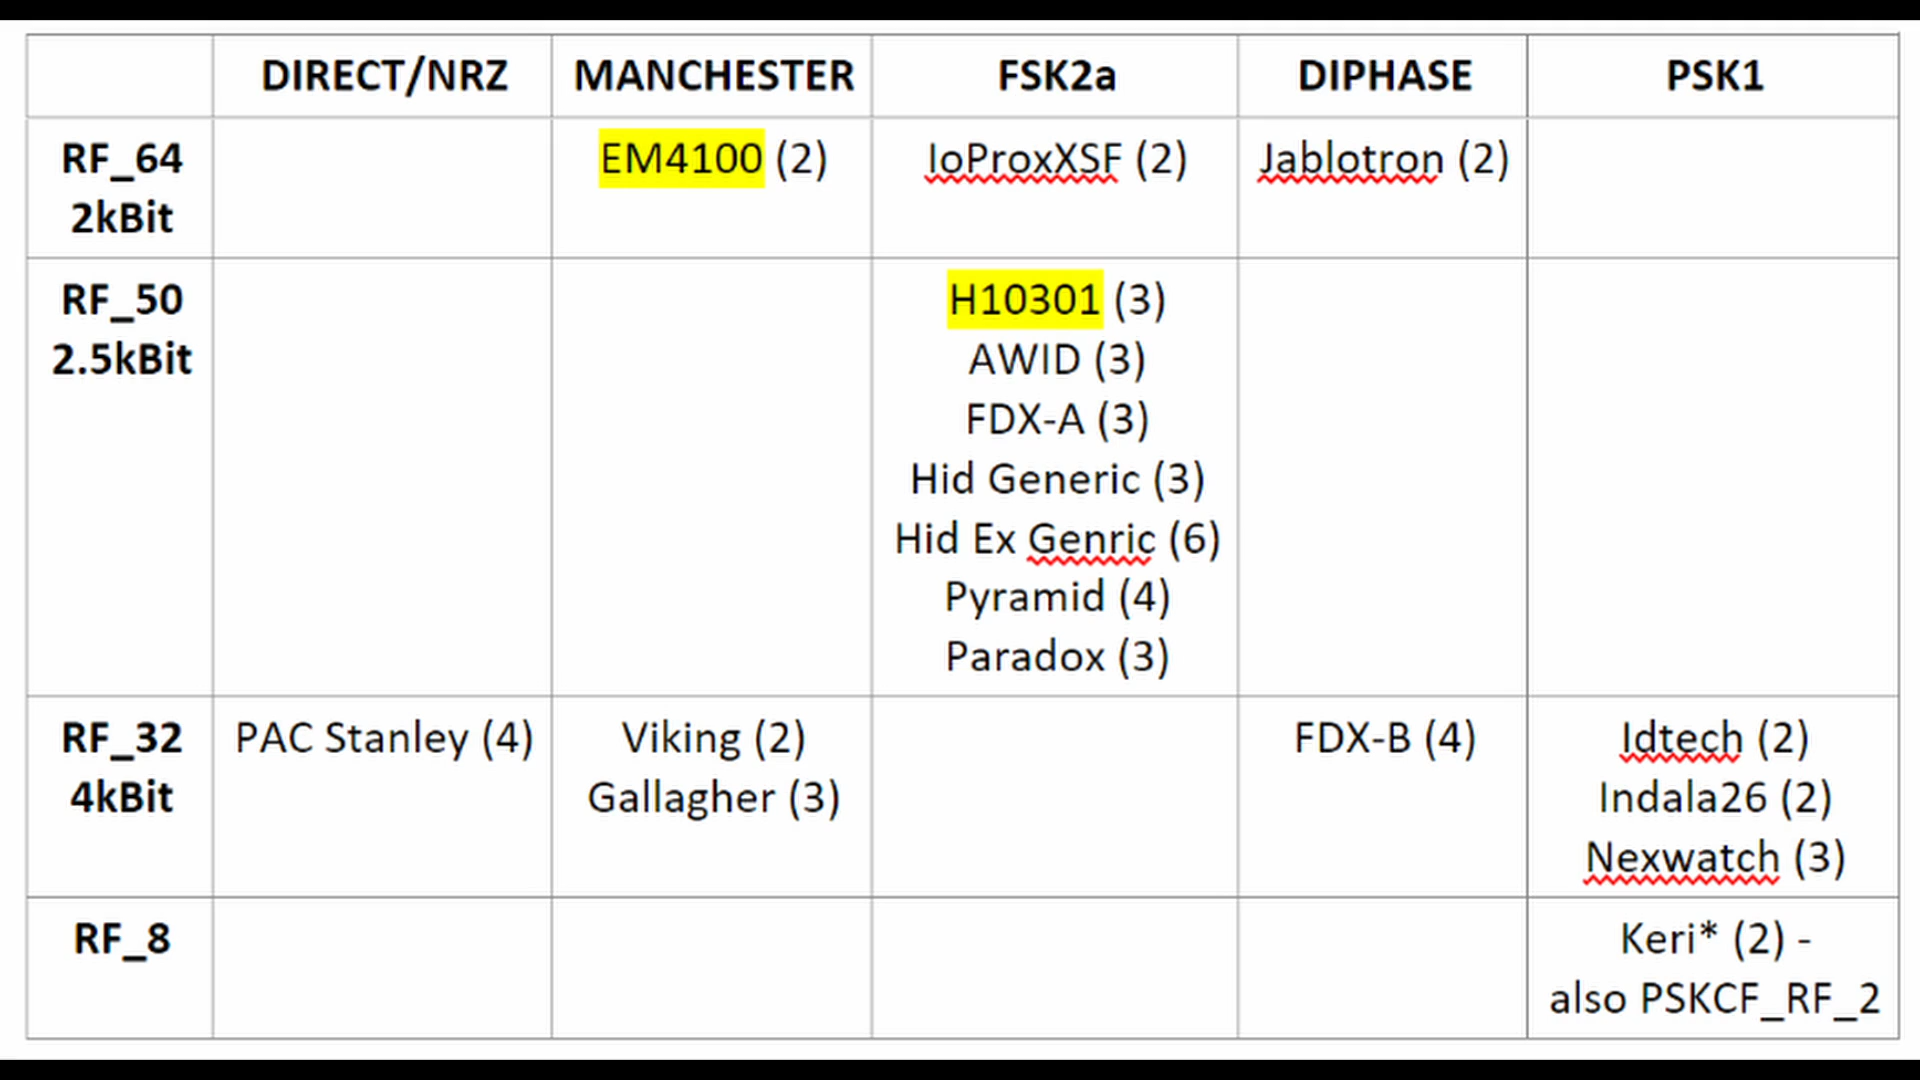 DIRECT/NRZ MANCHESTER FSK2a DIPHASE PSK1
RF_64 EM4100 (2) IoProxXSF (2) Jablotron (2)
2kBit
RF_50 H10301 (3)
2.5kBit AWID (3)
FDX-A (3)
Hid Generic (3)
Hid Ex Genric (6)
Pyramid (4)
Paradox (3)
RF_32 PAC Stanley (4) Viking (2) FDX-B (4) Idtech (2)
4kBit Gallagher (3) Indala26 (2)
Nexwatch (3)
RF_8 Keri* (2) -
also PSKCF_RF_2